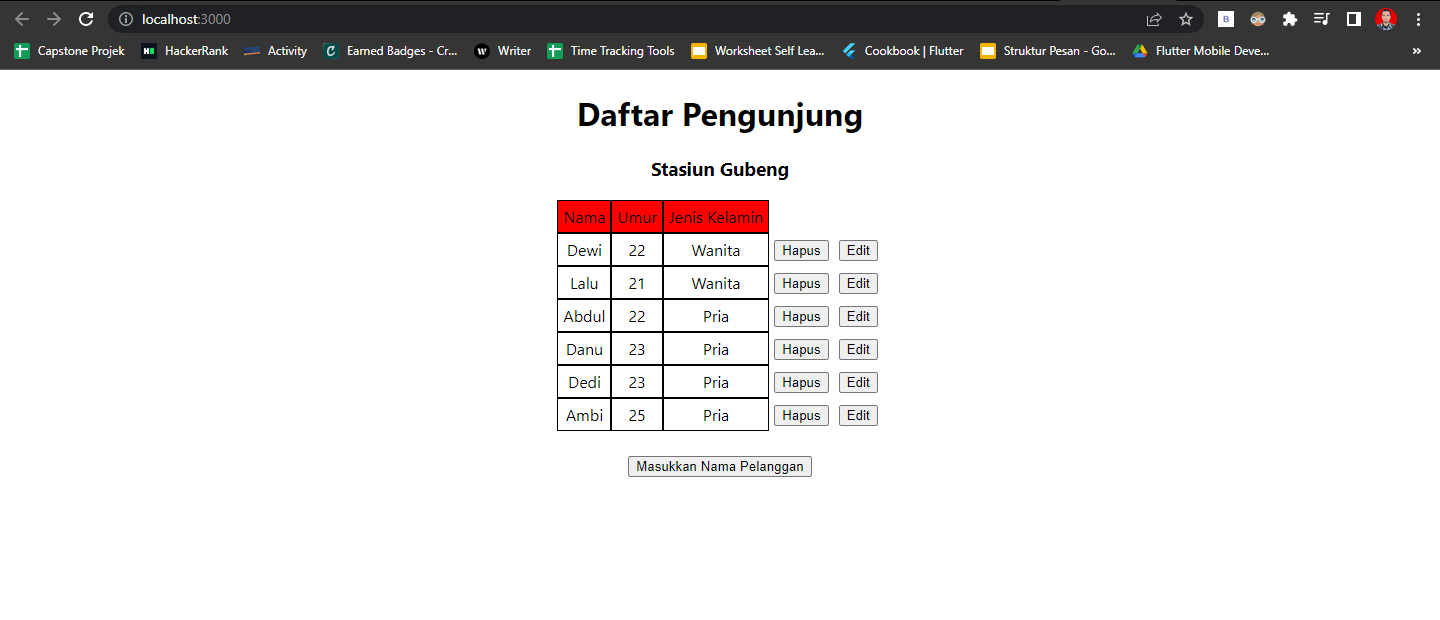 localhost:3000
Capstone Projek HackerRank Activity Earned Badges - Cr... Writer Time Tracking Tools Worksheet Self Lea... Cookbook | Flutter Struktur Pesan - Go... Flutter Mobile Deve... »
Daftar Pengunjung
Stasiun Gubeng
Nama Umur Jenis Kelamin
Dewi 22 Wanita Hapus Edit
Lalu 21 Wanita Hapus Edit
Abdul 22 Pria Hapus Edit
Danu 23 Pria Hapus Edit
Dedi 23 Pria Hapus Edit
Ambi 25 Pria Hapus Edit
Masukkan Nama Pelanggan